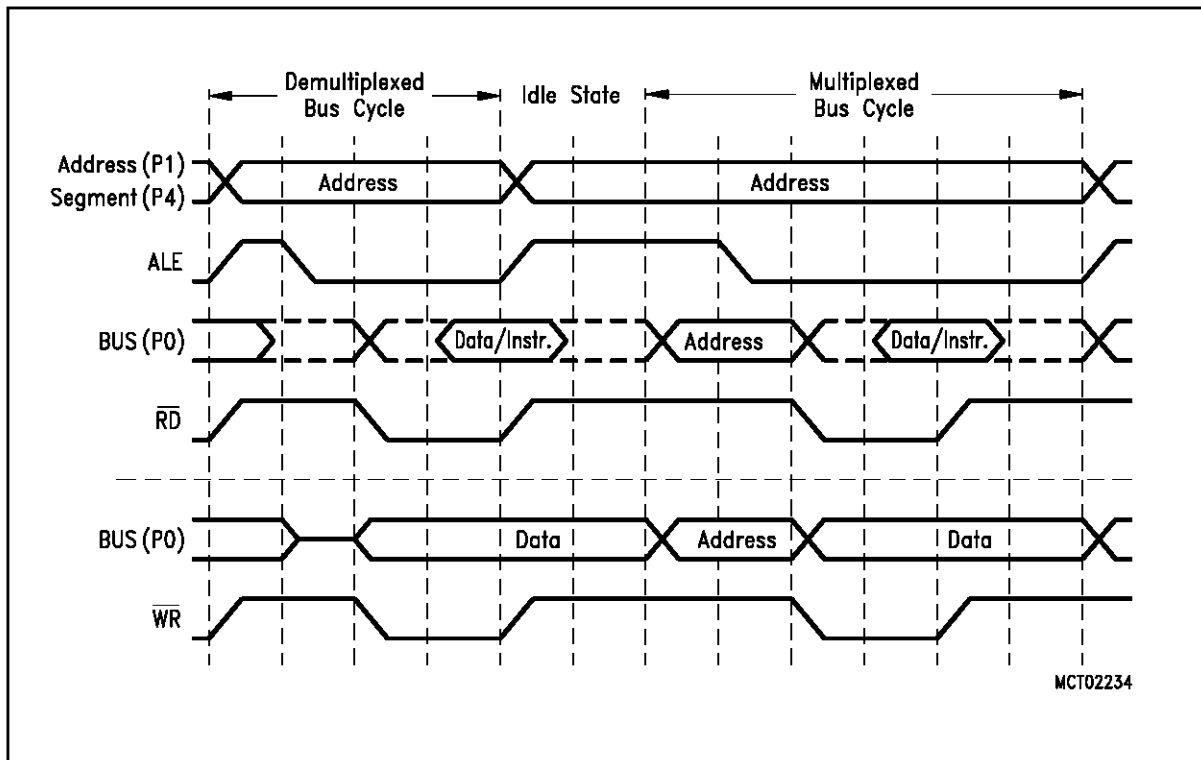 Demultiplexed
Bus Cycle
Idle State
Multiplexed
Bus Cycle
Address (P1)
Segment (P4)
Address
Address
ALE
BUS (P0)
Data/Instr.
Address
Data/Instr.
RD
BUS (P0)
Data
Address
Data
WR
MCT02234